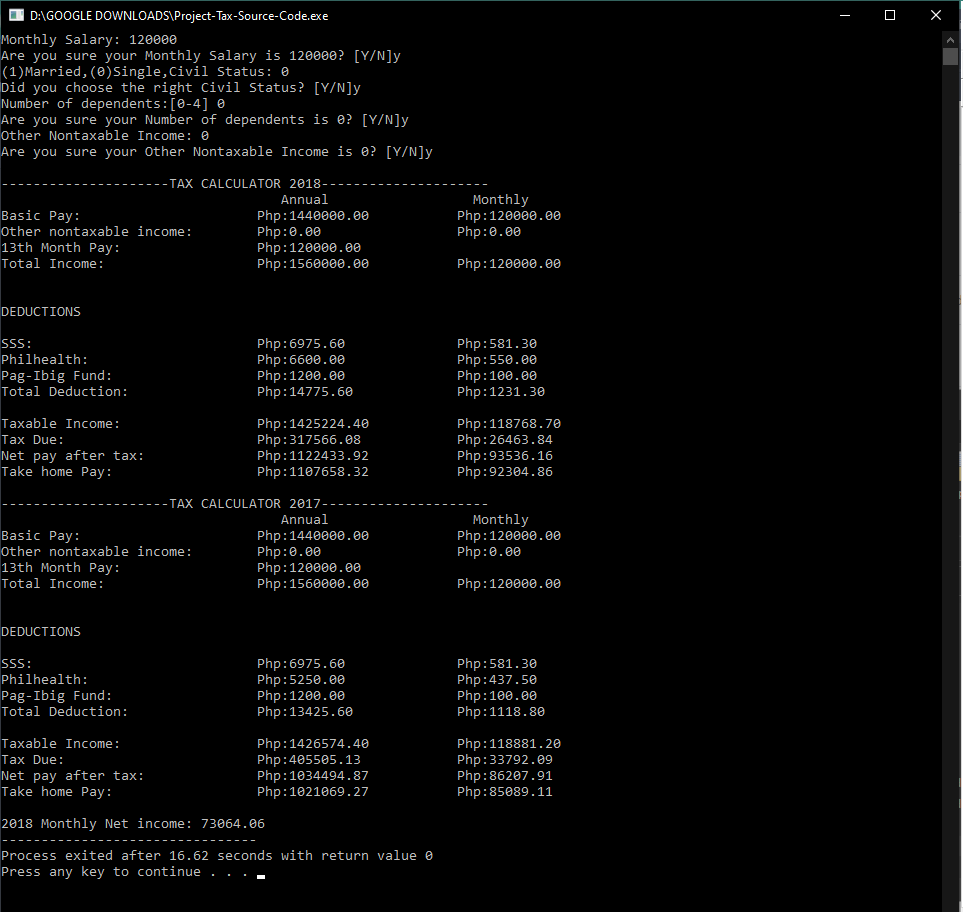 D:\GOOGLE DOWNLOADS\Project-Tax-Source-Code.exe
Monthly Salary: 120000
Are you sure your Monthly Salary is 120000? [Y/N]y
(1)Married,(0)Single,Civil Status: 0
Did you choose the right Civil Status? [Y/N]y
Number of dependents:[0-4] 0
Are you sure your Number of dependents is 0? [Y/N]y
Other Nontaxable Income: 0
Are you sure your Other Nontaxable Income is 0? [Y/N]y
---------------------TAX CALCULATOR 2018---------------------
Annual Monthly
Basic Pay: Php:1440000.00 Php:120000.00
Other nontaxable income: Php:0.00 Php:0.00
13th Month Pay: Php:120000.00
Total Income: Php:1560000.00 Php:120000.00
DEDUCTIONS
SSS: Php:6975.60 Php:581.30
Philhealth: Php:6600.00 Php:550.00
Pag-Ibig Fund: Php:1200.00 Php:100.00
Total Deduction: Php:14775.60 Php:1231.30
Taxable Income: Php:1425224.40 Php:118768.70
Tax Due: Php:317566.08 Php:26463.84
Net pay after tax: Php:1122433.92 Php:93536.16
Take home Pay: Php:1107658.32 Php:92304.86
---------------------TAX CALCULATOR 2017---------------------
Annual Monthly
Basic Pay: Php:1440000.00 Php:120000.00
Other nontaxable income: Php:0.00 Php:0.00
13th Month Pay: Php:120000.00
Total Income: Php:1560000.00 Php:120000.00
DEDUCTIONS
SSS: Php:6975.60 Php:581.30
Philhealth: Php:5250.00 Php:437.50
Pag-Ibig Fund: Php:1200.00 Php:100.00
Total Deduction: Php:13425.60 Php:1118.80
Taxable Income: Php:1426574.40 Php:118881.20
Tax Due: Php:405505.13 Php:33792.09
Net pay after tax: Php:1034494.87 Php:86207.91
Take home Pay: Php:1021069.27 Php:85089.11
2018 Monthly Net income: 73064.06
--------------------------------
Process exited after 16.62 seconds with return value 0
Press any key to continue . . .